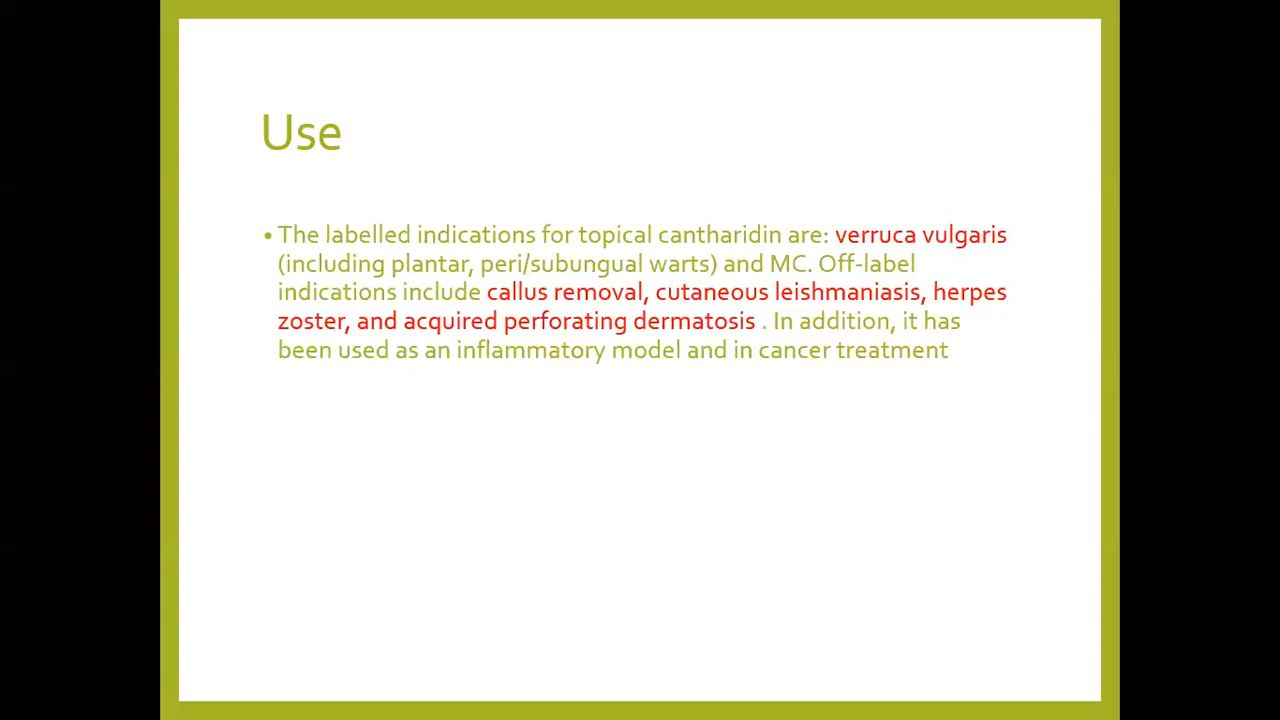 Use
• The labelled indications for topical cantharidin are: verruca vulgaris
(including plantar, peri/subungual warts) and MC. Off-label
indications include callus removal, cutaneous leishmaniasis, herpes
zoster, and acquired perforating dermatosis . In addition, it has
been used as an inflammatory model and in cancer treatment